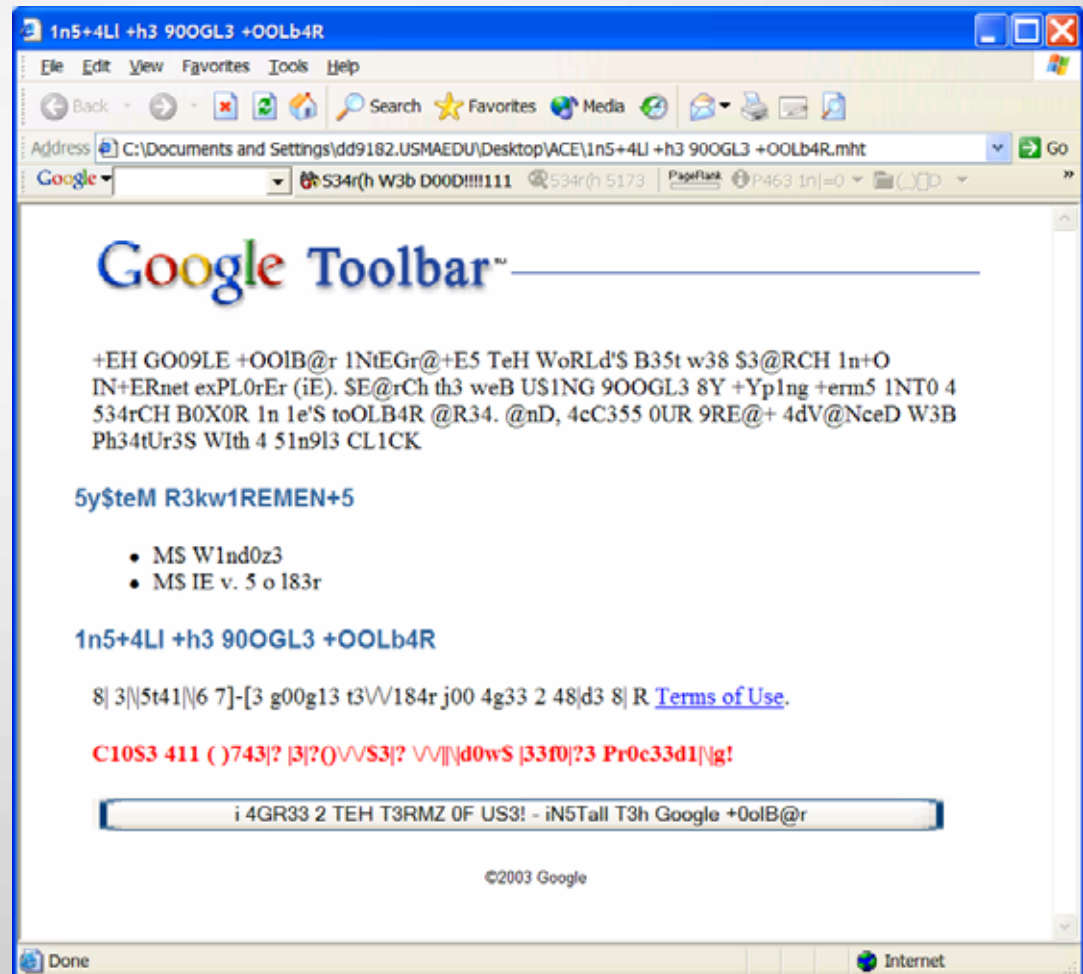 1n5+4Ll +h3 90OGL3 +OOLb4R
File Edit View Favorites Tools Help
Back Search Favorites Media
Address C:\Documents and Settings\dd9182.USMAEDU\Desktop\ACE\1n5+4Ll +h3 90OGL3 +OOLb4R.mht Go
Google S34r(h W3b D00D!!!!111 534r(h 5173 PageRank P463 1n|=0 (_)[]D »
Google Toolbar™
+EH GO09LE +OOlB@r 1NtEGr@+E5 TeH WoRLd'$ B35t w38 $3@RCH 1n+O
IN+ERnet exPL0rEr (iE). $E@rCh th3 weB U$1NG 9OOGL3 8Y +Yp1ng +erm5 1NT0 4
534rCH B0X0R 1n 1e'S toOLB4R @R34. @nD, 4cC355 0UR 9RE@+ 4dV@NceD W3B
Ph34tUr3S WIth 4 51n9l3 CL1CK
5y$teM R3kw1REMEN+5
• M$ W1nd0z3
• M$ IE v. 5 o l83r
1n5+4Ll +h3 90OGL3 +OOLb4R
8| 3|\|5t41|\|6 7]-[3 g00g13 t3\/\/184r j00 4g33 2 48|d3 8| R Terms of Use.
C10$3 411 ( )743|? |3|?()\/\/$3|? \/\/||\|d0w$ |33f0|?3 Pr0c33d1|\|g!
i 4GR33 2 TEH T3RMZ 0F US3! - iN5Tall T3h Google +0olB@r
©2003 Google
Done Internet